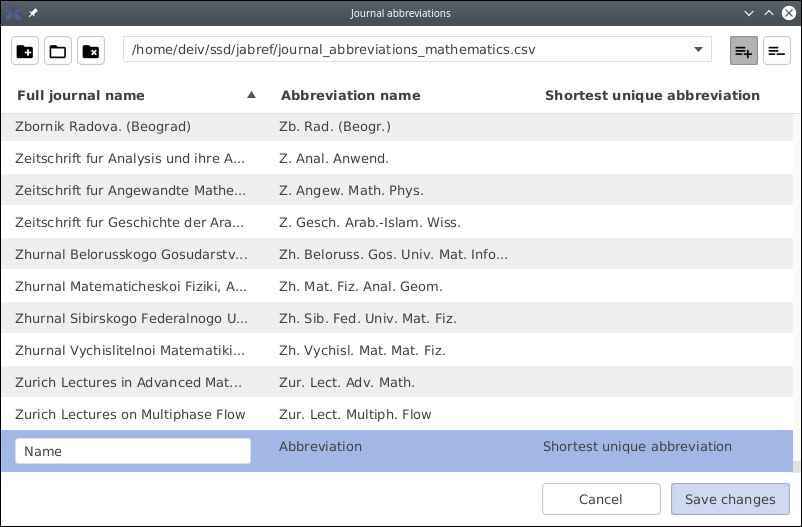 Journal abbreviations
/home/deiv/ssd/jabref/journal_abbreviations_mathematics.csv
Full journal name Abbreviation name Shortest unique abbreviation
Zbornik Radova. (Beograd) Zb. Rad. (Beogr.)
Zeitschrift fur Analysis und ihre A... Z. Anal. Anwend.
Zeitschrift fur Angewandte Mathe... Z. Angew. Math. Phys.
Zeitschrift fur Geschichte der Ara... Z. Gesch. Arab.-Islam. Wiss.
Zhurnal Belorusskogo Gosudarstv... Zh. Beloruss. Gos. Univ. Mat. Info...
Zhurnal Matematicheskoi Fiziki, A... Zh. Mat. Fiz. Anal. Geom.
Zhurnal Sibirskogo Federalnogo U... Zh. Sib. Fed. Univ. Mat. Fiz.
Zhurnal Vychislitelnoi Matematiki... Zh. Vychisl. Mat. Mat. Fiz.
Zurich Lectures in Advanced Mat... Zur. Lect. Adv. Math.
Zurich Lectures on Multiphase Flow Zur. Lect. Multiph. Flow
Name Abbreviation Shortest unique abbreviation
Cancel Save changes